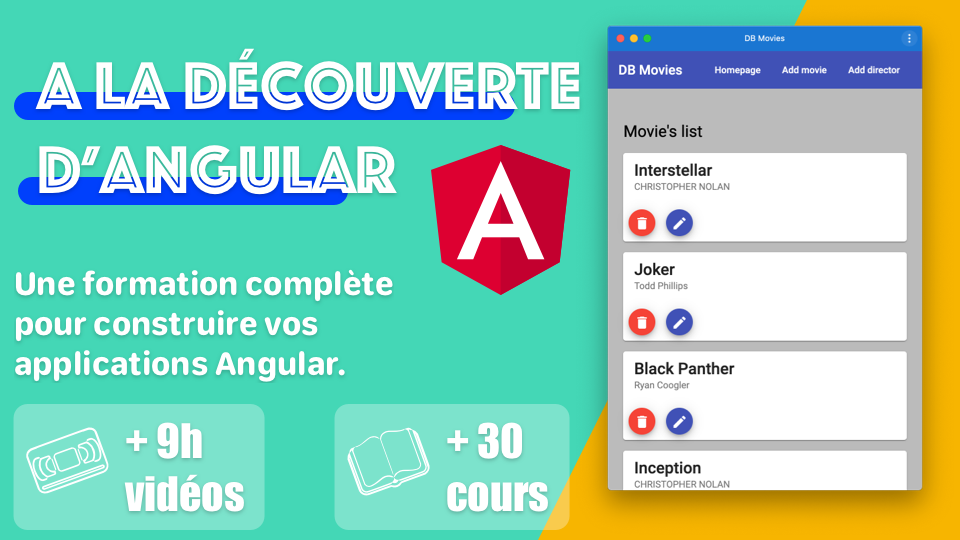 A LA DÉCOUVERTE
D'ANGULAR
A
Une formation complète
pour construire vos
applications Angular.
+ 9h
vidéos
+ 30
cours
DB Movies
DB Movies Homepage Add movie Add director
Movie's list
Interstellar
CHRISTOPHER NOLAN
Joker
Todd Phillips
Black Panther
Ryan Coogler
Inception
CHRISTOPHER NOLAN